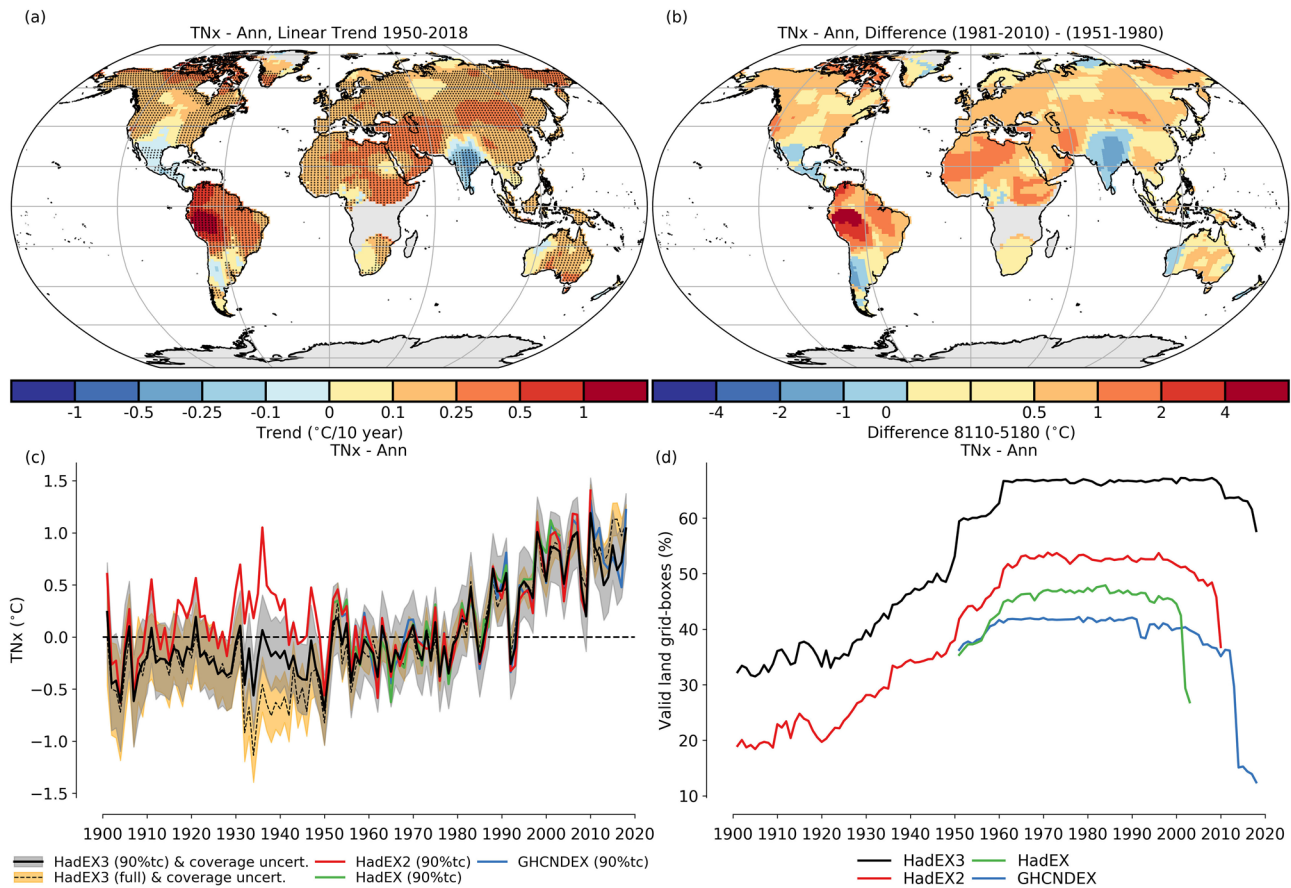 (a)
TNx - Ann, Linear Trend 1950-2018
(b)
TNx - Ann, Difference (1981-2010) - (1951-1980)
-1 -0.5 -0.25 -0.1 0 0.1 0.25 0.5 1
Trend (°C/10 year)
-4 -2 -1 0 0.5 1 2 4
Difference 8110-5180 (°C)
(c)
TNx - Ann
TNx (°C)
1.5
1.0
0.5
0.0
−0.5
−1.0
−1.5
1900 1910 1920 1930 1940 1950 1960 1970 1980 1990 2000 2010 2020
HadEX3 (90%tc) & coverage uncert.
HadEX3 (full) & coverage uncert.
HadEX2 (90%tc)
HadEX (90%tc)
GHCNDEX (90%tc)
(d)
TNx - Ann
Valid land grid-boxes (%)
60
50
40
30
20
10
1900 1910 1920 1930 1940 1950 1960 1970 1980 1990 2000 2010 2020
HadEX3
HadEX2
HadEX
GHCNDEX